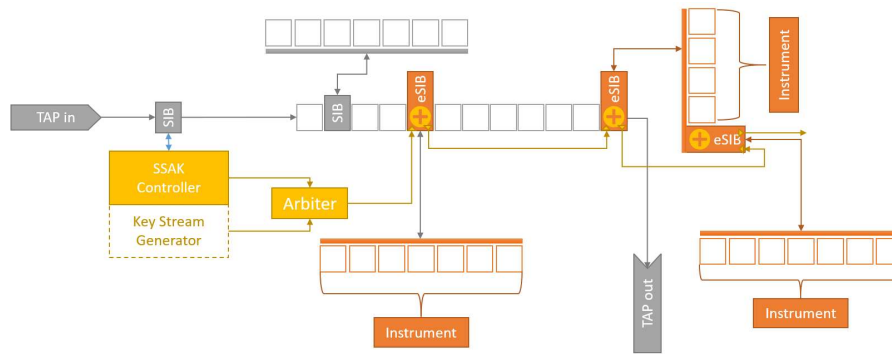 TAP in
SIB
SSAK
Controller
Key Stream
Generator
Arbiter
SIB
eSIB
eSIB
eSIB
Instrument
Instrument
Instrument
TAP out